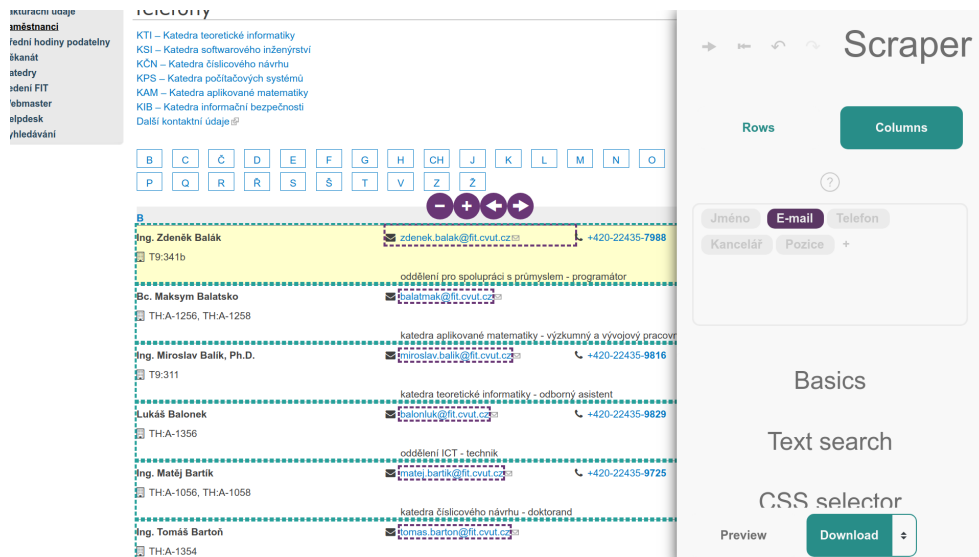 Telefony
aměstnanci
řední hodiny podatelny
ěkanát
atedry
edení FIT
ebmaster
elpdesk
yhledávání
KTI – Katedra teoretické informatiky
KSI – Katedra softwarového inženýrství
KČN – Katedra číslicového návrhu
KPS – Katedra počítačových systémů
KAM – Katedra aplikované matematiky
KIB – Katedra informační bezpečnosti
Další kontaktní údaje
B C Č D E F G H CH J K L M N O
P Q R Ř S Š T V Z Ž
B
Ing. Zdeněk Balák zdenek.balak@fit.cvut.cz +420-22435-7988
T9:341b
oddělení pro spolupráci s průmyslem - programátor
Bc. Maksym Balatsko balatmak@fit.cvut.cz
TH:A-1256, TH:A-1258
katedra aplikované matematiky - výzkumný a vývojový pracovn
Ing. Miroslav Balík, Ph.D. miroslav.balik@fit.cvut.cz +420-22435-9816
T9:311
katedra teoretické informatiky - odborný asistent
Lukáš Balonek balonluk@fit.cvut.cz +420-22435-9829
TH:A-1356
oddělení ICT - technik
Ing. Matěj Bartík matej.bartik@fit.cvut.cz +420-22435-9725
TH:A-1056, TH:A-1058
katedra číslicového návrhu - doktorand
Ing. Tomáš Bartoň tomas.barton@fit.cvut.cz
TH:A-1354
Scraper
Rows Columns
?
Jméno E-mail Telefon
Kancelář Pozice +
Basics
Text search
CSS selector
Preview Download